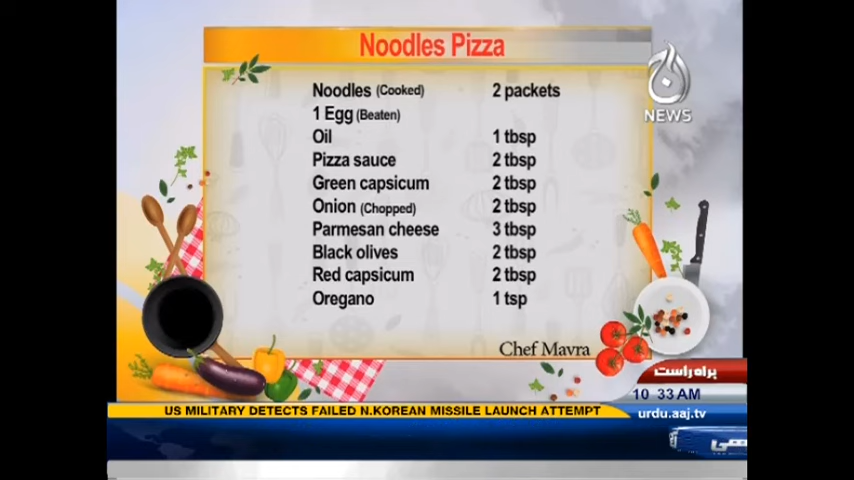 Noodles Pizza
Noodles (Cooked) 2 packets
1 Egg (Beaten)
Oil 1 tbsp
Pizza sauce 2 tbsp
Green capsicum 2 tbsp
Onion (Chopped) 2 tbsp
Parmesan cheese 3 tbsp
Black olives 2 tbsp
Red capsicum 2 tbsp
Oregano 1 tsp
Chef Mavra
آج
NEWS
براہ راست
10 33 AM
US MILITARY DETECTS FAILED N.KOREAN MISSILE LAUNCH ATTEMPT
urdu.aaj.tv